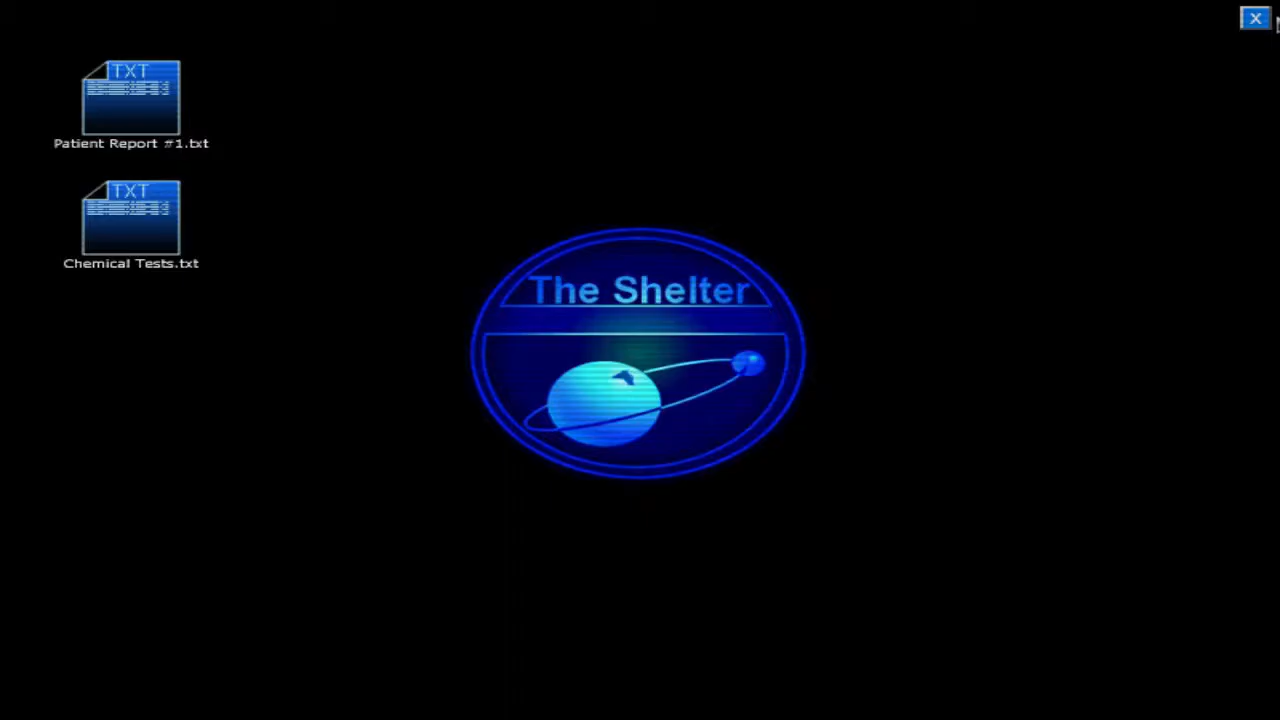 X
TXT
Patient Report #1.txt
TXT
Chemical Tests.txt
The Shelter